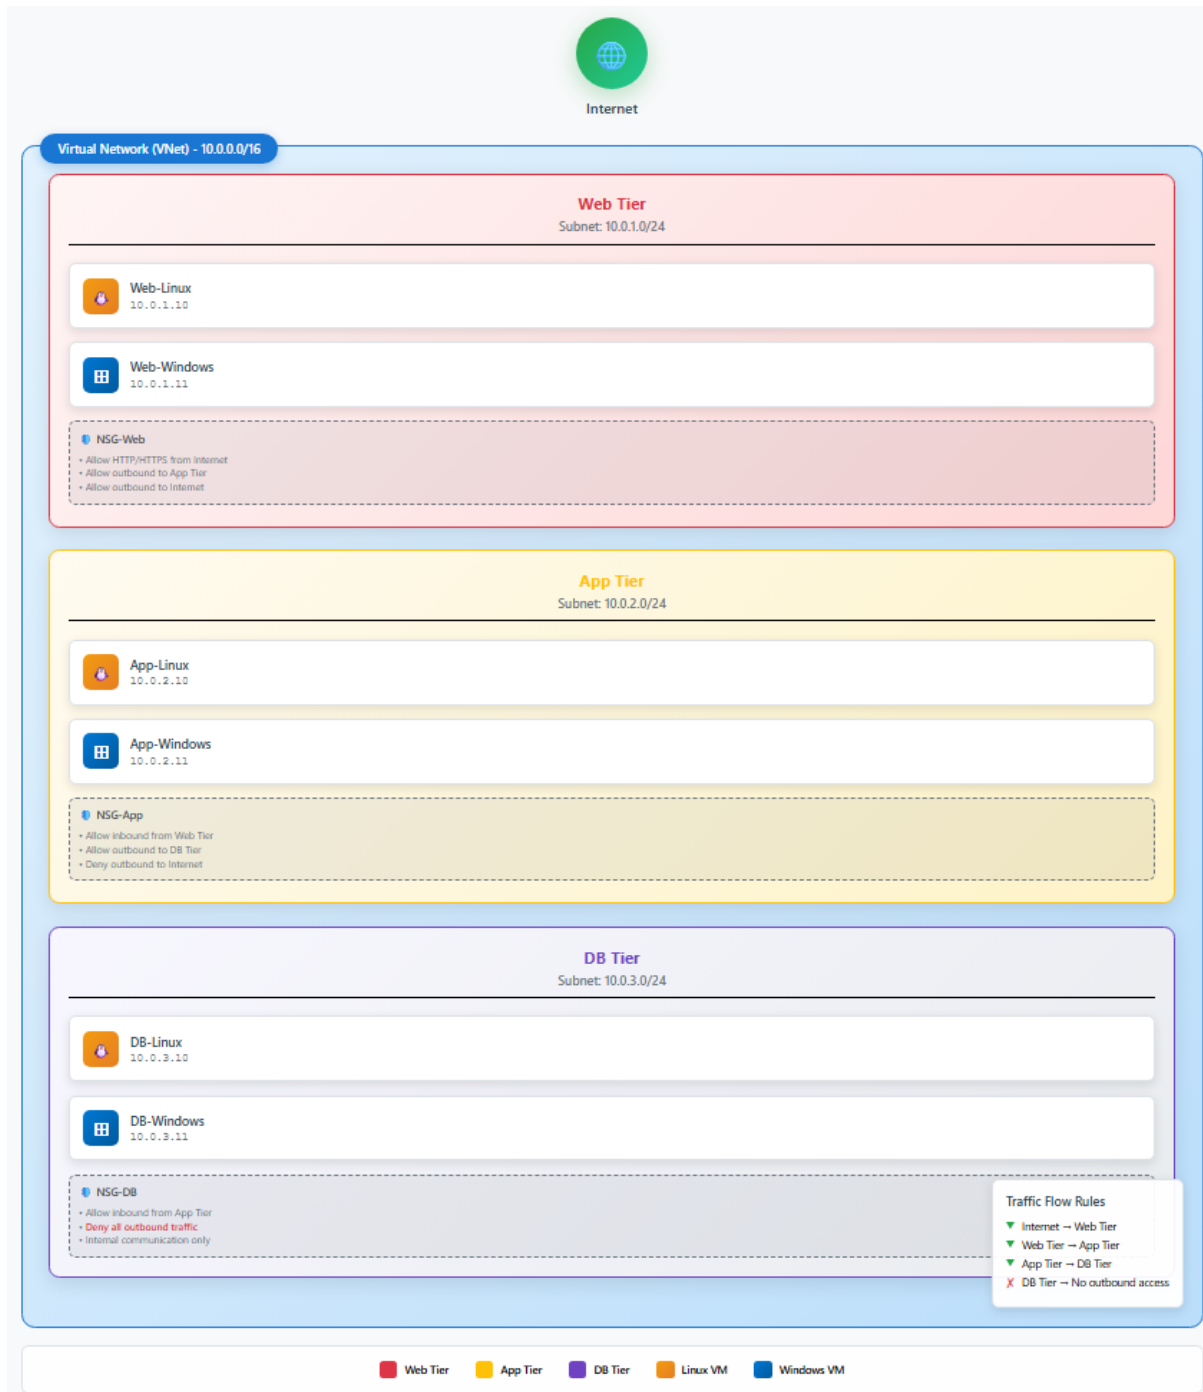 Internet
Virtual Network (VNet) - 10.0.0.0/16
Web Tier
Subnet: 10.0.1.0/24
Web-Linux
10.0.1.10
Web-Windows
10.0.1.11
NSG-Web
• Allow HTTP/HTTPS from Internet
• Allow outbound to App Tier
• Allow outbound to Internet
App Tier
Subnet: 10.0.2.0/24
App-Linux
10.0.2.10
App-Windows
10.0.2.11
NSG-App
• Allow inbound from Web Tier
• Allow outbound to DB Tier
• Deny outbound to Internet
DB Tier
Subnet: 10.0.3.0/24
DB-Linux
10.0.3.10
DB-Windows
10.0.3.11
NSG-DB
• Allow inbound from App Tier
• Deny all outbound traffic
• Internal communication only
Traffic Flow Rules
▼ Internet → Web Tier
▼ Web Tier → App Tier
▼ App Tier → DB Tier
✗ DB Tier → No outbound access
Web Tier App Tier DB Tier Linux VM Windows VM